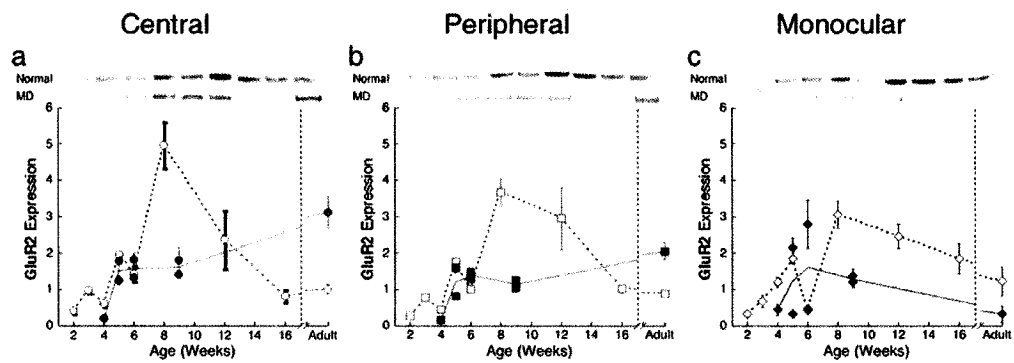 Central Peripheral Monocular
a b c
Normal Normal Normal
MD MD MD
6 6 6
5 5 5
4 4 4
3 3 3
2 2 2
1 1 1
0 0 0
GluR2 Expression GluR2 Expression GluR2 Expression
2 4 6 8 10 12 14 16 Adult 2 4 6 8 10 12 14 16 Adult 2 4 6 8 10 12 14 16 Adult
Age (Weeks) Age (Weeks) Age (Weeks)